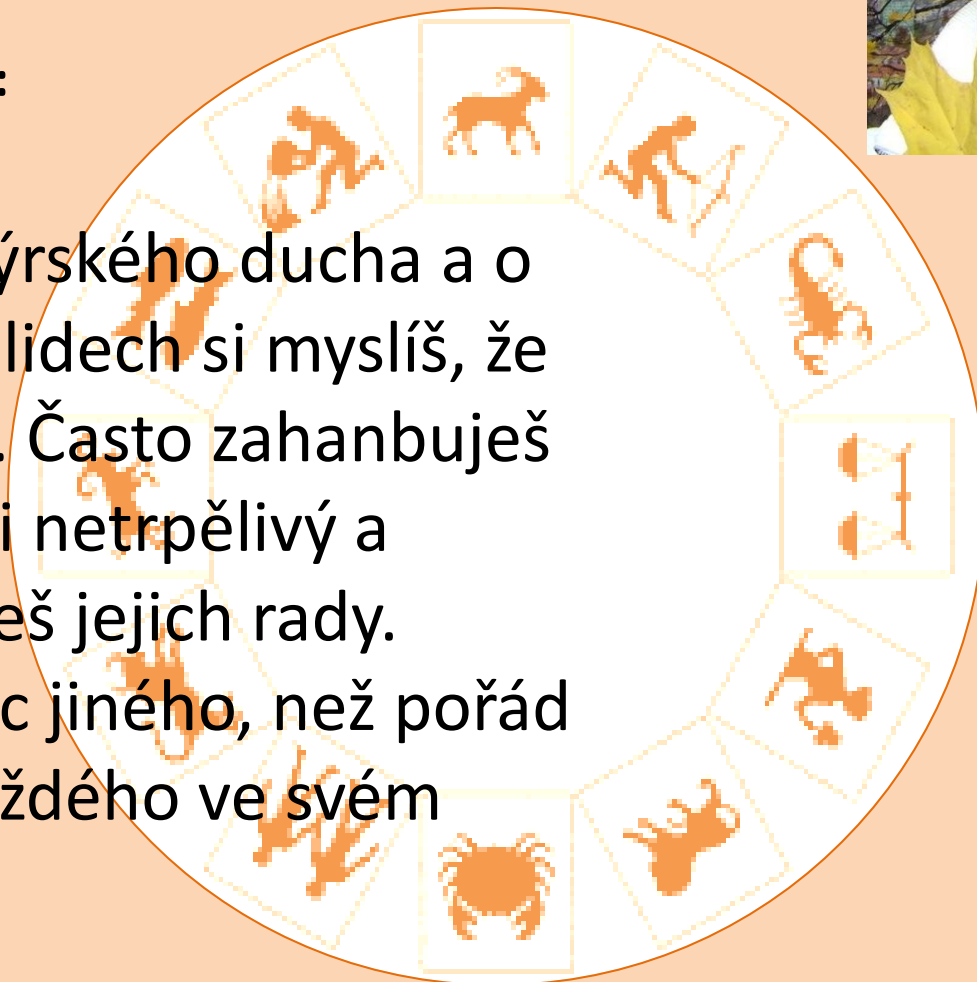 :
ýrského ducha a o
lidech si myslíš, že
. Často zahanbuješ
i netrpělivý a
eš jejich rady.
c jiného, než pořád
ždého ve svém